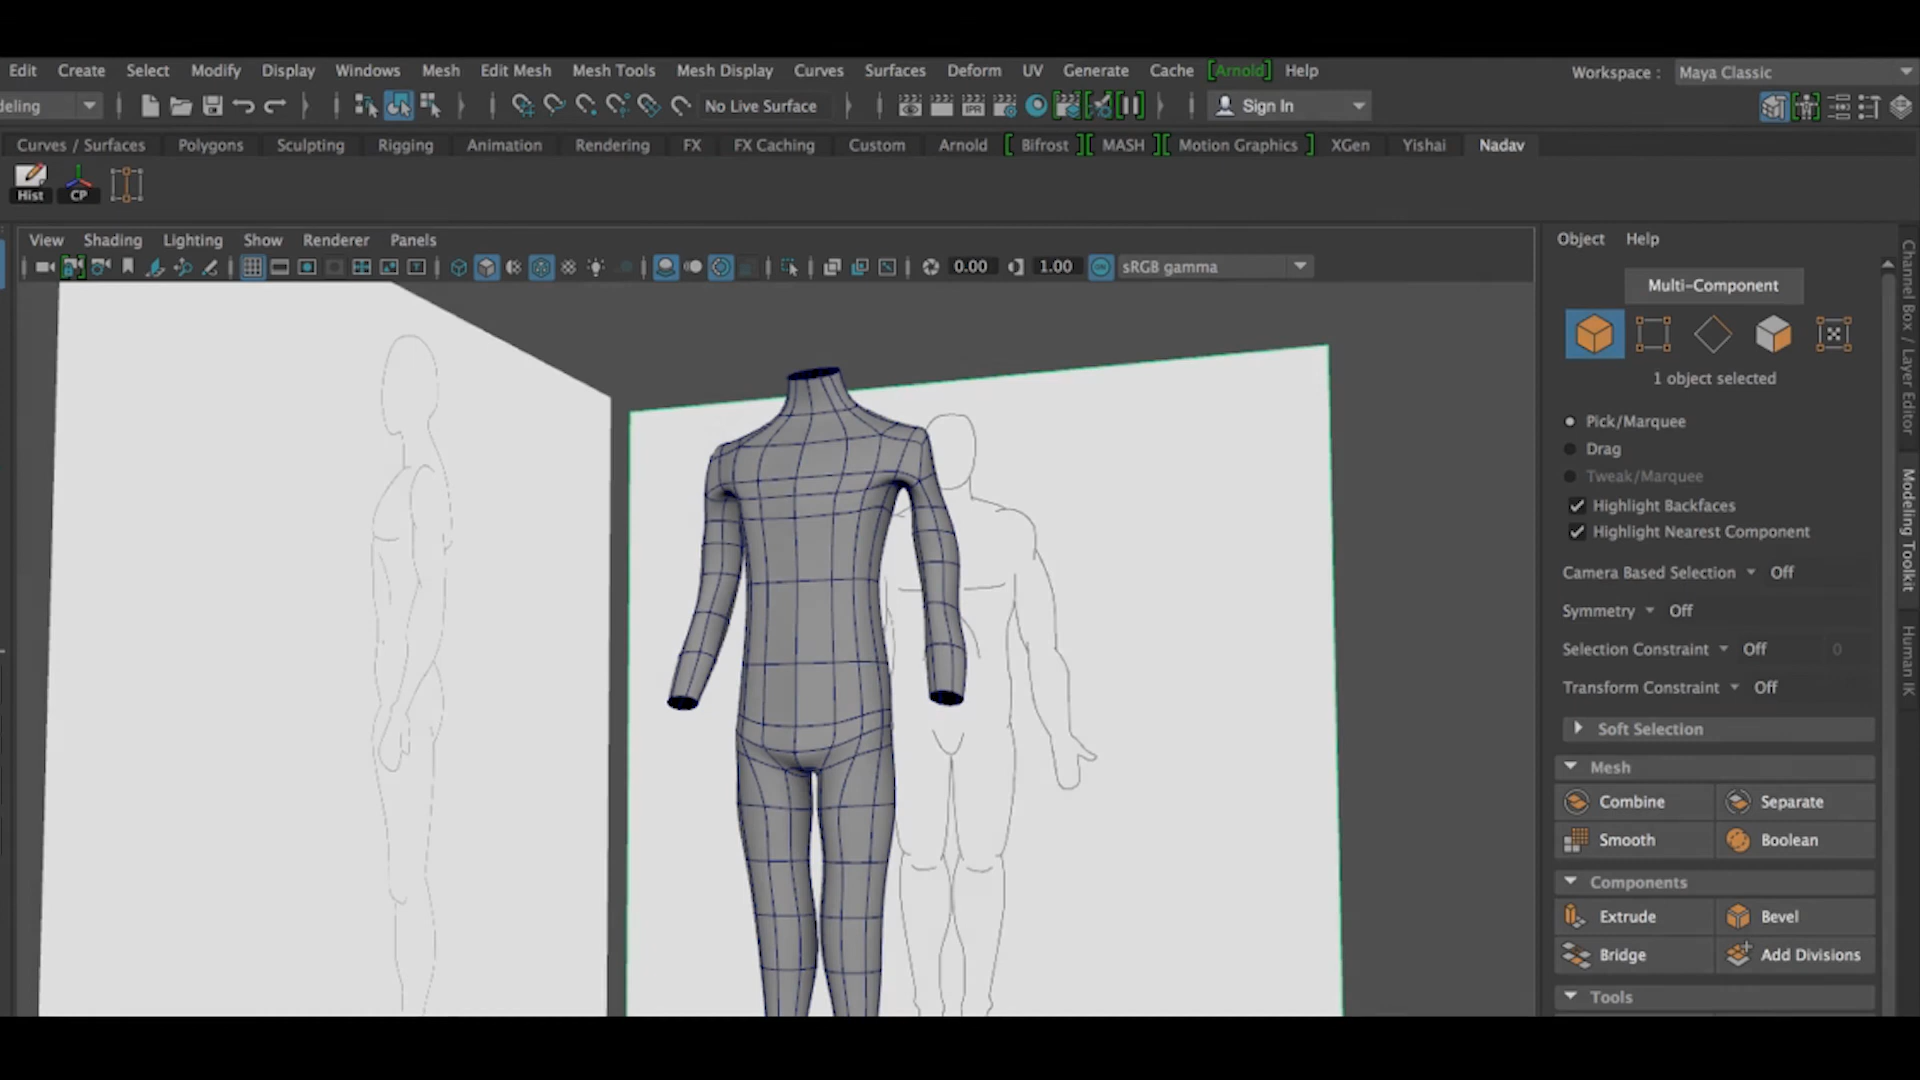 Edit Create Select Modify Display Windows Mesh Edit Mesh Mesh Tools Mesh Display Curves Surfaces Deform UV Generate Cache [Arnold] Help Workspace : Maya Classic
deling No Live Surface IPR Sign In
Curves / Surfaces Polygons Sculpting Rigging Animation Rendering FX FX Caching Custom Arnold [ Bifrost ] [ MASH ] [ Motion Graphics ] XGen Yishai Nadav
Hist CP
View Shading Lighting Show Renderer Panels
0.00 1.00 sRGB gamma
Object Help
Multi-Component
1 object selected
Pick/Marquee
Drag
Tweak/Marquee
Highlight Backfaces
Highlight Nearest Component
Camera Based Selection Off
Symmetry Off
Selection Constraint Off 0
Transform Constraint Off
Soft Selection
Mesh
Combine Separate
Smooth Boolean
Components
Extrude Bevel
Bridge Add Divisions
Tools
Channel Box / Layer Editor
Modeling Toolkit
Human IK